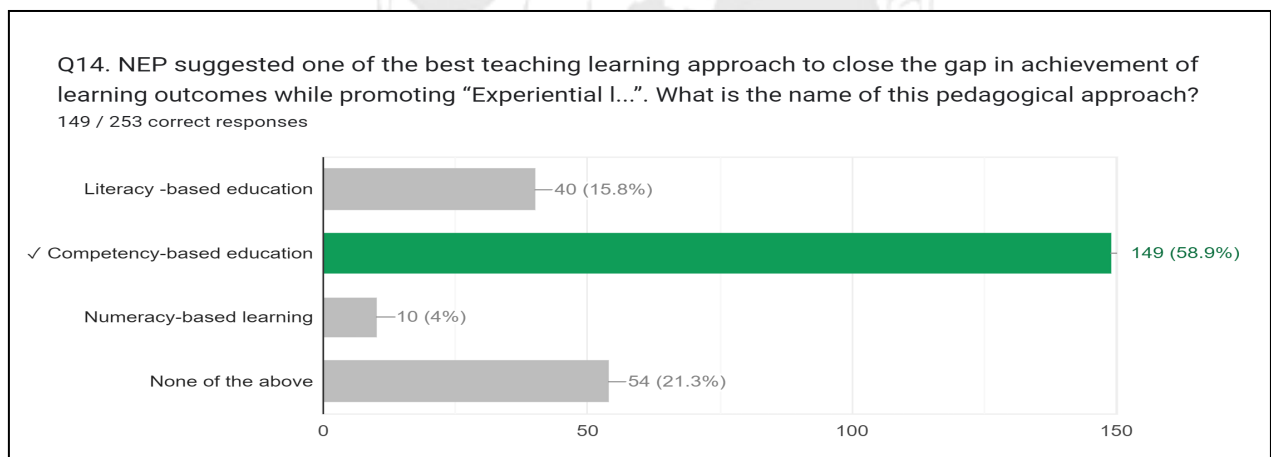 Q14. NEP suggested one of the best teaching learning approach to close the gap in achievement of
learning outcomes while promoting “Experiential l...”. What is the name of this pedagogical approach?
149 / 253 correct responses
Literacy -based education
40 (15.8%)
✓ Competency-based education
149 (58.9%)
Numeracy-based learning
10 (4%)
None of the above
54 (21.3%)
0
50
100
150